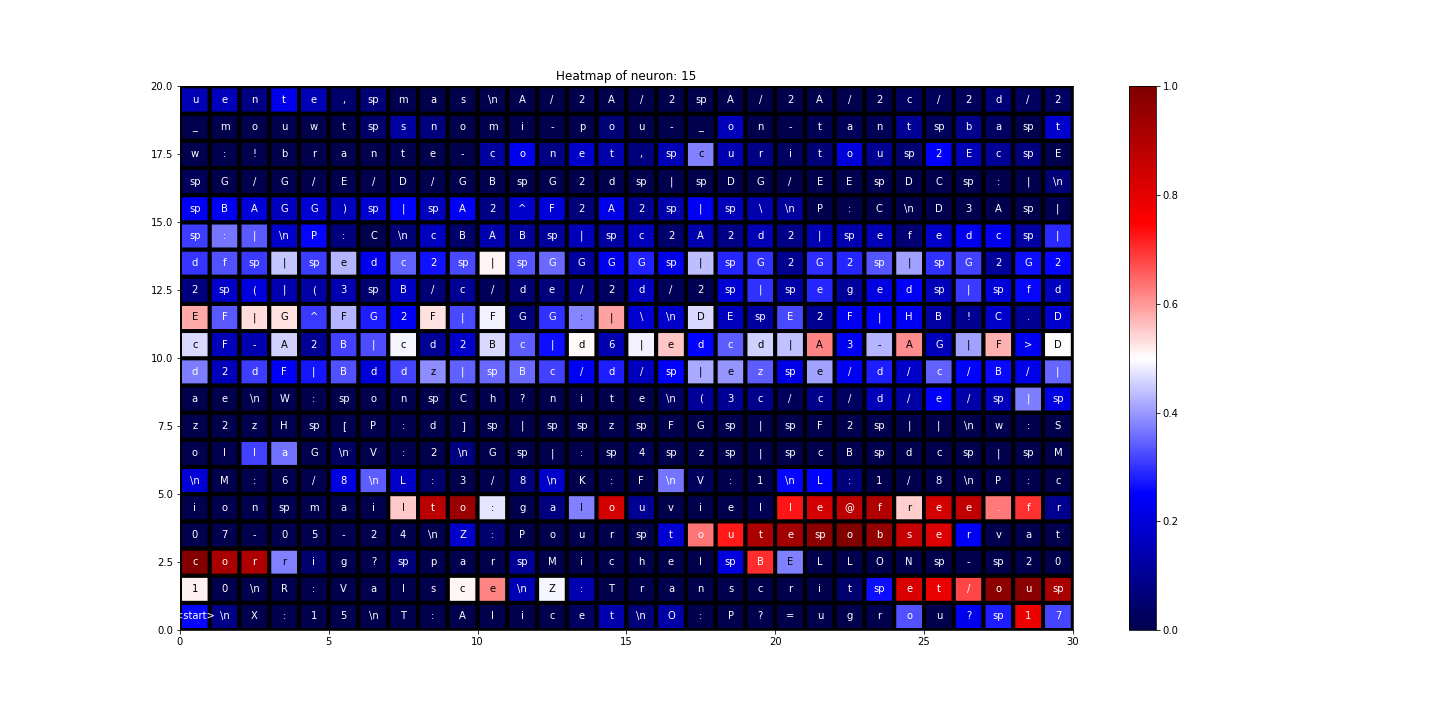 Heatmap of neuron: 15
20.0
17.5
15.0
12.5
10.0
7.5
5.0
2.5
0.0
u e n t e , sp m a s \n A / 2 A / 2 sp A / 2 A / 2 c / 2 d / 2
_ m o u w t sp s n o m i - p o u - _ o n - t a n t sp b a sp t
w : ! b r a n t e - c o n e t , sp c u r i t o u sp 2 E c sp E
sp G / G / E / D / G B sp G 2 d sp | sp D G / E E sp D C sp : | \n
sp B A G G ) sp | sp A 2 ^ F 2 A 2 sp | sp \ \n P : C \n D 3 A sp |
sp : | \n P : C \n c B A B sp | sp c 2 A 2 d 2 | sp e f e d c sp |
d f sp | sp e d c 2 sp | sp G G G G sp | sp G 2 G 2 sp | sp G 2 G 2
2 sp ( | ( 3 sp B / c / d e / 2 d / 2 sp | sp e g e d sp | sp f d
E F | G ^ F G 2 F | F G G : | \ \n D E sp E 2 F | H B ! C . D
c F - A 2 B | c d 2 B c | d 6 | e d c d | A 3 - A G | F > D
d 2 d F | B d d z | sp B c / d / sp | e z sp e / d / c / B / |
a e \n W : sp o n sp C h ? n i t e \n ( 3 c / c / d / e / sp | sp
z 2 z H sp [ P : d ] sp | sp sp z sp F G sp | sp F 2 sp | | \n w : S
o l l a G \n V : 2 \n G sp | : sp 4 sp z sp | sp c B sp d c sp | sp M
\n M : 6 / 8 \n L : 3 / 8 \n K : F \n V : 1 \n L : 1 / 8 \n P : c
i o n sp m a i l t o : g a l o u v i e l l e @ f r e e . f r
0 7 - 0 5 - 2 4 \n Z : P o u r sp t o u t e sp o b s e r v a t
c o r r r i g ? sp p a r sp M i c h e l sp B E L L O N sp - sp 2 0
1 0 \n R : V a l s c e \n Z : T r a n s c r i t sp e t / o u sp
<start> \n X : 1 5 \n T : A l i c e t \n O : P ? = u g r o u ? sp 1 7
0 5 10 15 20 25 30
1.0
0.8
0.6
0.4
0.2
0.0